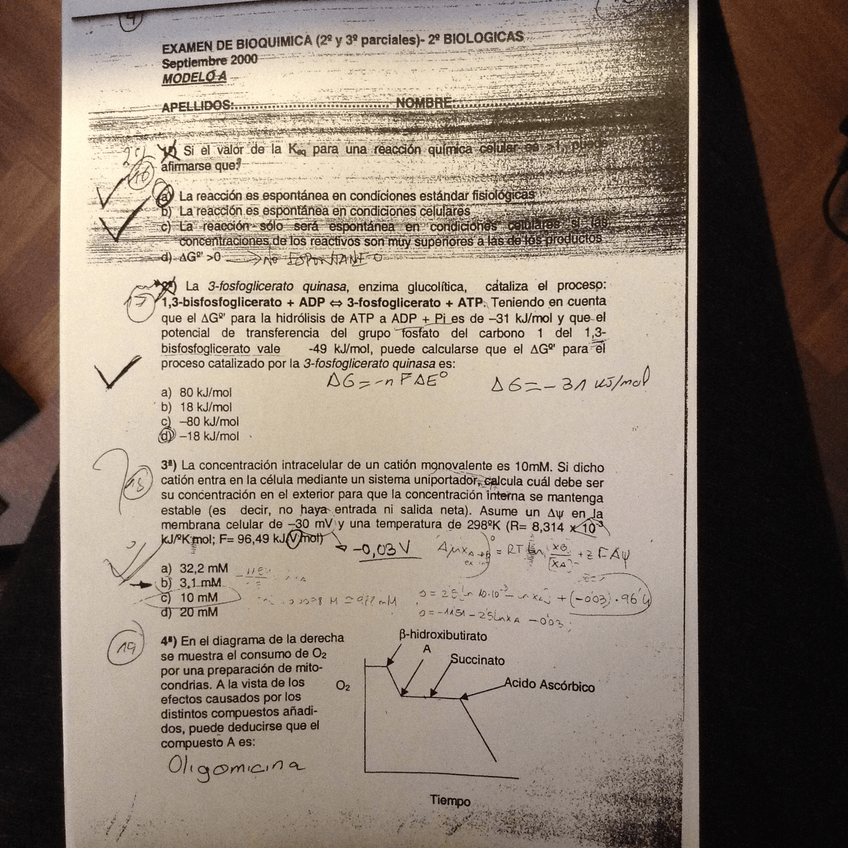 EXAMEN DE BIOQUIMICA (2º y 3º parciales)- 2º BIOLOGICAS
Septiembre 2000
MODELO A
APELLIDOS:........................................ NOMBRE:
Si el valor de la Keq para una reacción química celular es >1, puede
afirmarse que?
16
a) La reacción es espontánea en condiciones estándar fisiológicas
b) La reacción es espontánea en condiciones celulares
c) La reacción sólo será espontánea en condiciones celulares si las
concentraciones de los reactivos son muy superiores a las de los productos
d) ΔGº' >0 → NO ESPONTANEO
La 3-fosfoglicerato quinasa, enzima glucolítica, cátaliza el proceso:
1,3-bisfosfoglicerato + ADP ⇔ 3-fosfoglicerato + ATP. Teniendo en cuenta
que el ΔGº' para la hidrólisis de ATP a ADP + Pi es de −31 kJ/mol y que el
potencial de transferencia del grupo fosfato del carbono 1 del 1,3-
bisfosfoglicerato vale -49 kJ/mol, puede calcularse que el ΔGº' para el
proceso catalizado por la 3-fosfoglicerato quinasa es:
ΔG=-nFΔEº ΔG=-31 kJ/mol
a) 80 kJ/mol
b) 18 kJ/mol
c) −80 kJ/mol
d) −18 kJ/mol
3ª) La concentración intracelular de un catión monovalente es 10mM. Si dicho
catión entra en la célula mediante un sistema uniportador, calcula cuál debe ser
su concentración en el exterior para que la concentración interna se mantenga
estable (es decir, no haya entrada ni salida neta). Asume un Δψ en la
membrana celular de −30 mV y una temperatura de 298ºK (R= 8,314 x 10⁻³
kJ/ºK mol; F= 96,49 kJ/V mol)
-0,03 V
a) 32,2 mM
b) 3,1 mM
c) 10 mM
d) 20 mM
19
4ª) En el diagrama de la derecha
se muestra el consumo de O₂
por una preparación de mito-
condrias. A la vista de los
efectos causados por los
distintos compuestos añadi-
dos, puede deducirse que el
compuesto A es:
Oligomicina
β-hidroxibutirato
A
Succinato
Acido Ascórbico
O₂
Tiempo